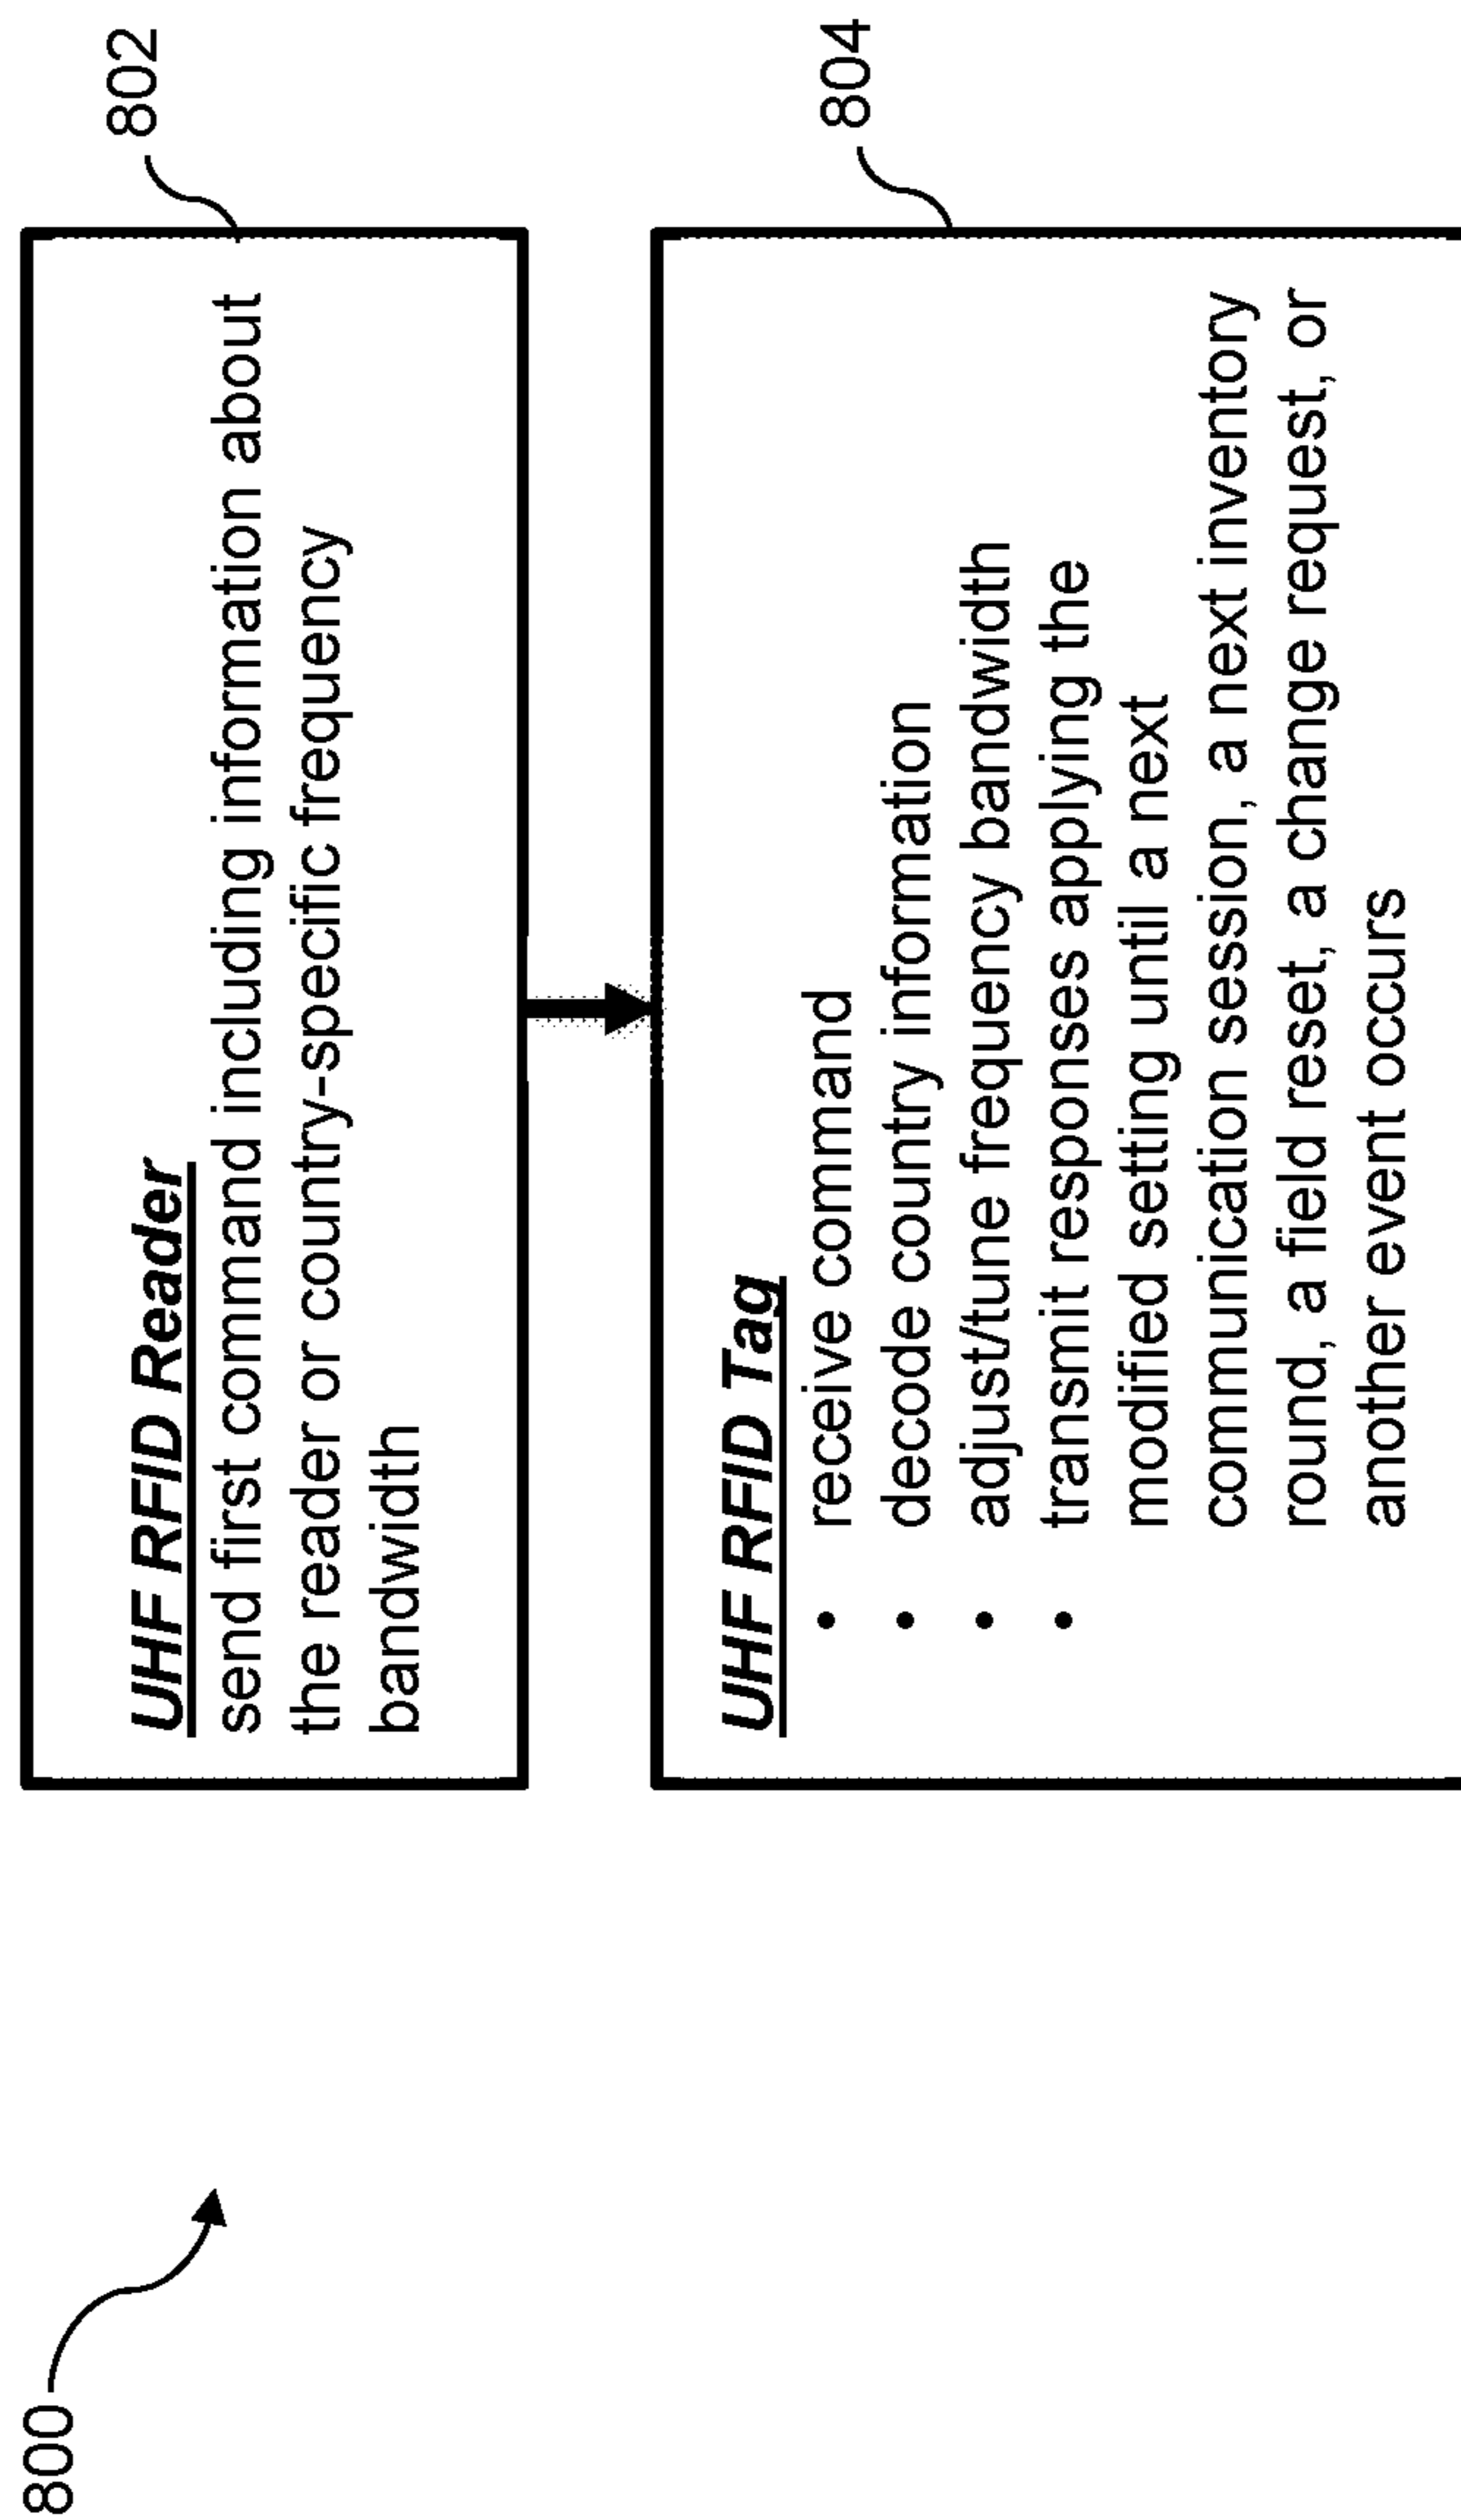 800
802
UHF RFID Reader
send first command including information about
the reader or country-specific frequency
bandwidth
804
UHF RFID Tag
• receive command
• decode country information
• adjust/tune frequency bandwidth
• transmit responses applying the
modified setting until a next
communication session, a next inventory
round, a field reset, a change request, or
another event occurs